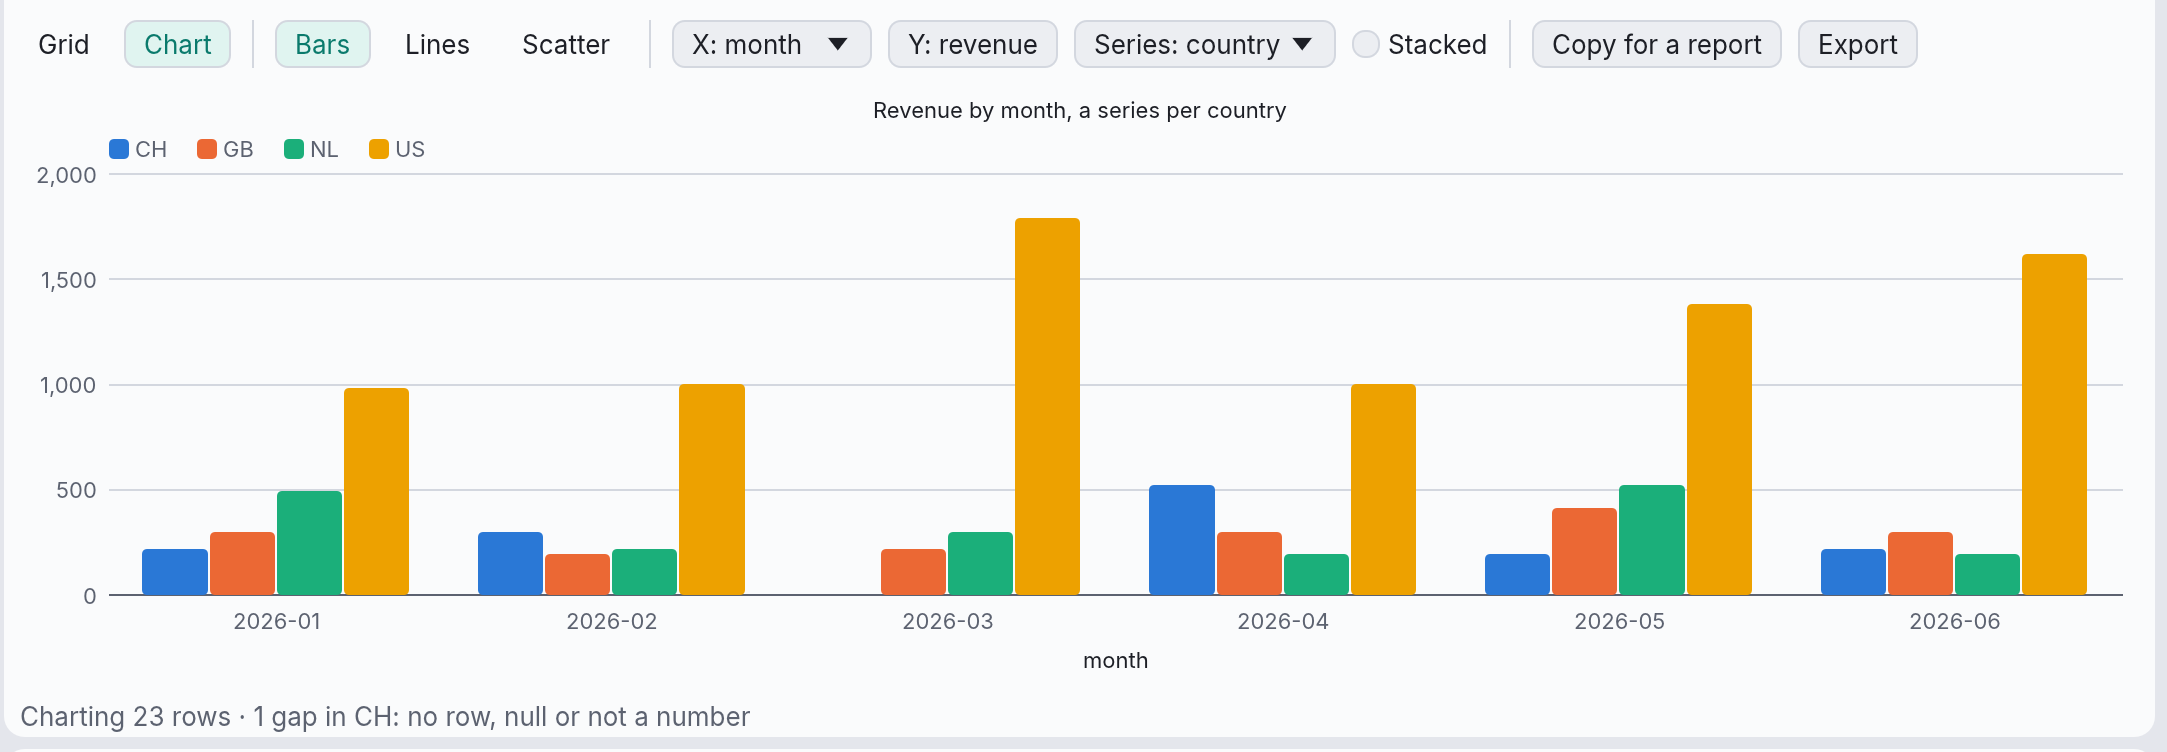 Grid Chart Bars Lines Scatter X: month Y: revenue Series: country Stacked Copy for a report Export
Revenue by month, a series per country
CH GB NL US
2,000
1,500
1,000
500
0
2026-01 2026-02 2026-03 2026-04 2026-05 2026-06
month
Charting 23 rows · 1 gap in CH: no row, null or not a number